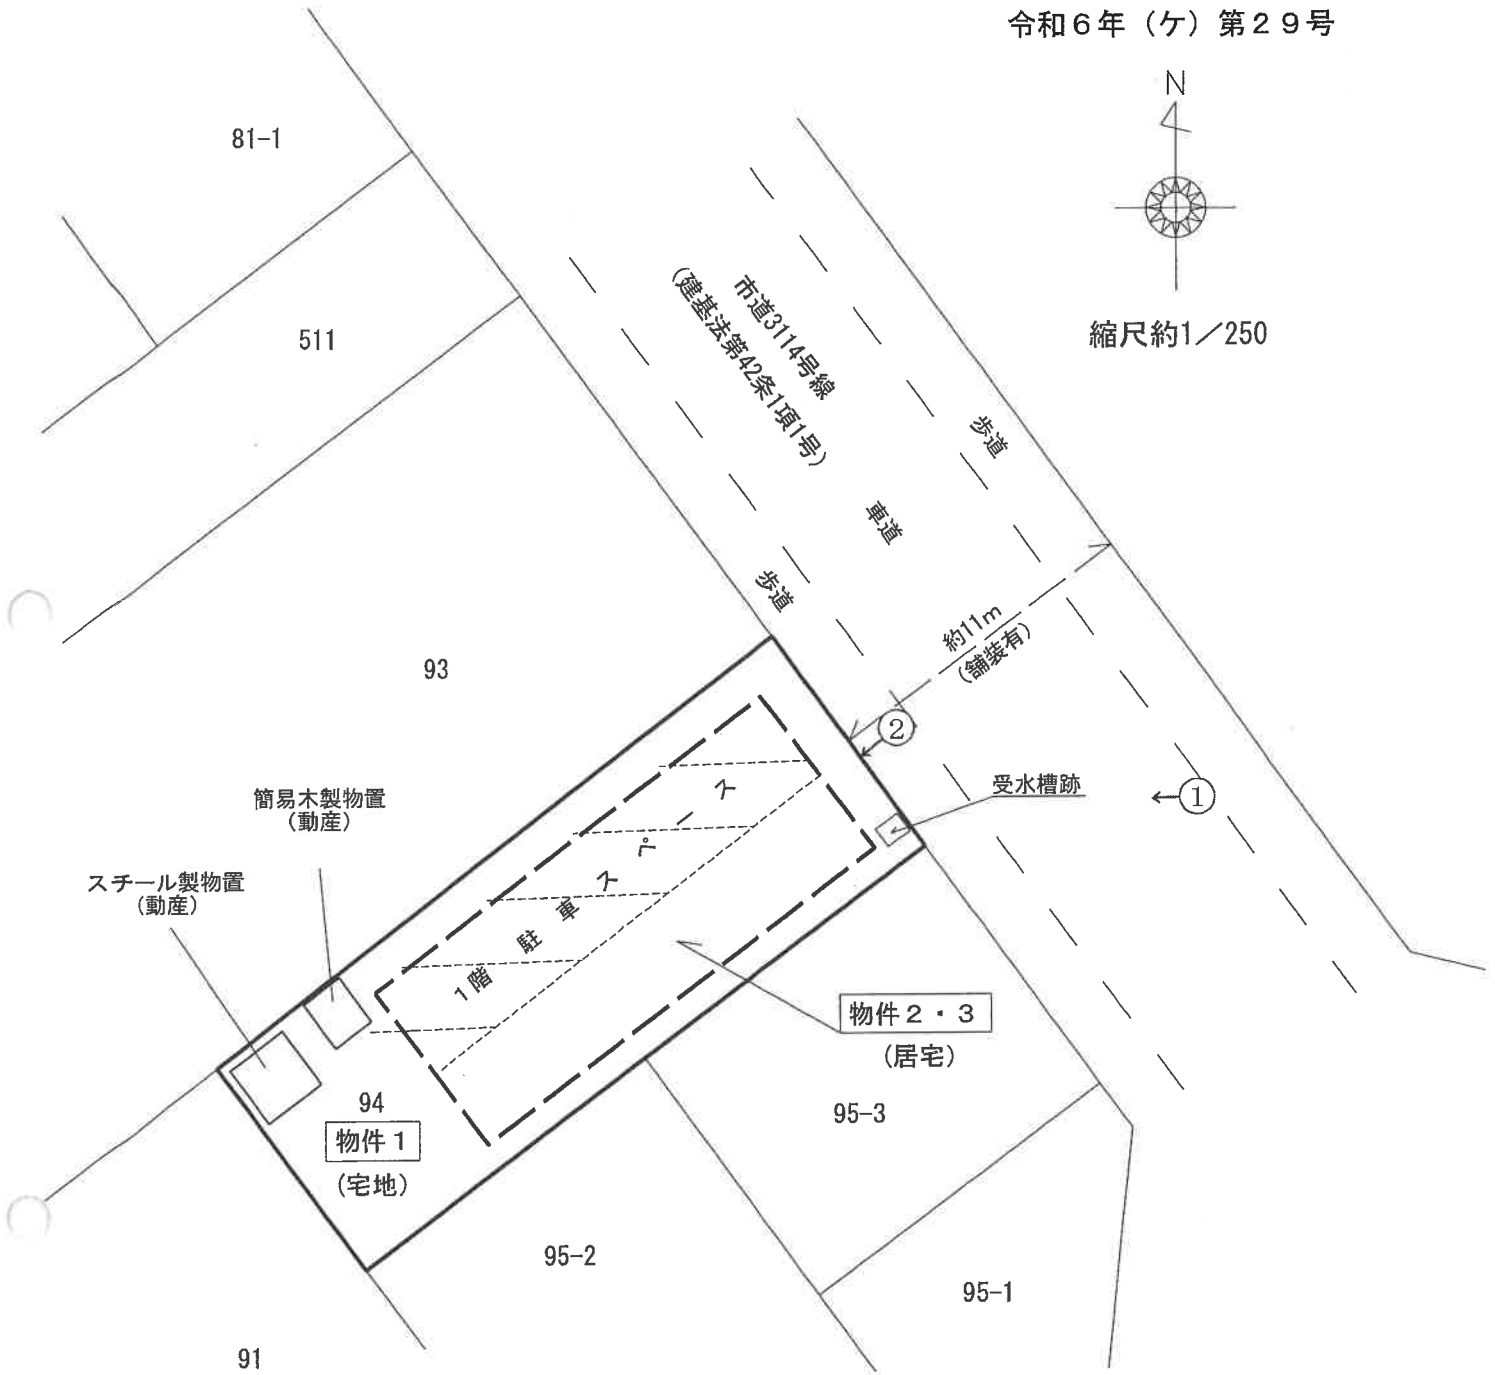 令和６年（ケ）第２９号
N
縮尺約1／250
81-1
511
市道3114号線
(建基法第42条1項1号)
歩道
車道
歩道
約11m
(舗装有)
93
②
①
受水槽跡
簡易木製物置
(動産)
スチール製物置
(動産)
1階 駐 車 ス ペ ー ス
物件２・３
(居宅)
94
物件１
(宅地)
95-3
95-2
95-1
91